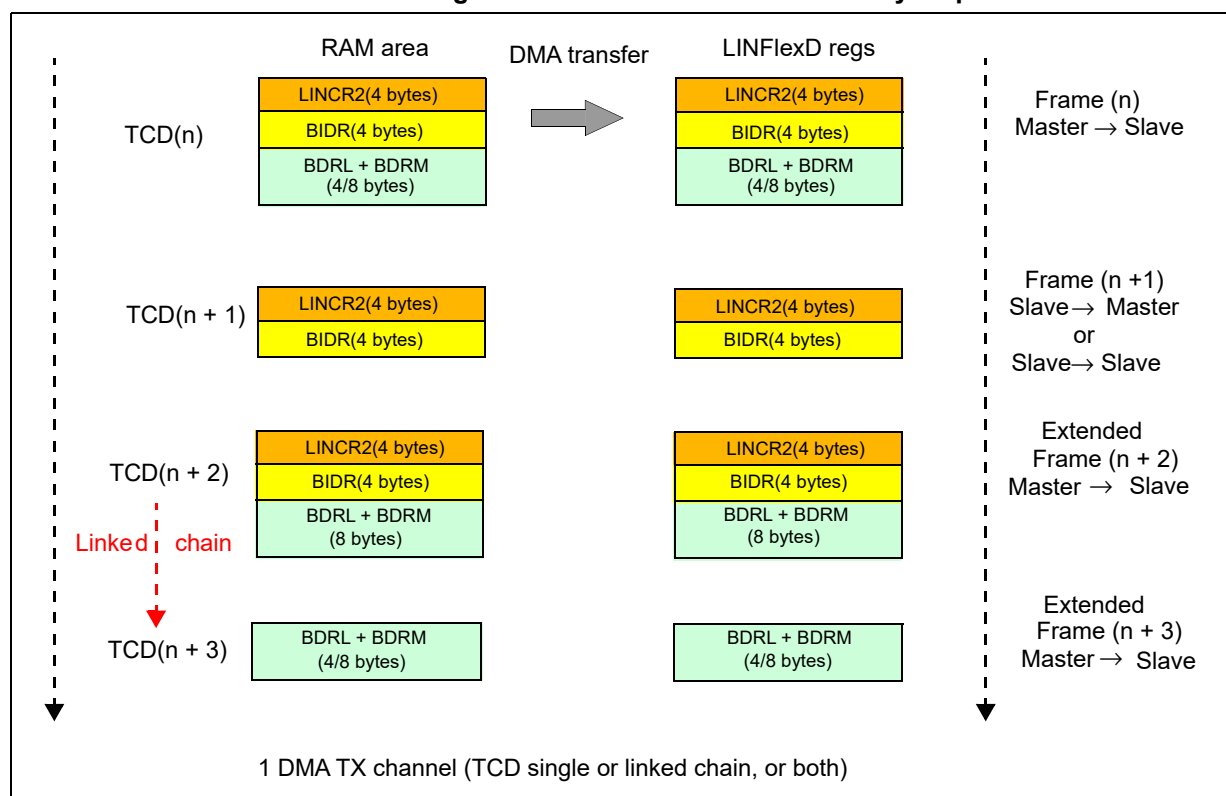 RAM area
DMA transfer
LINFlexD regs
TCD(n)
LINCR2(4 bytes)
BIDR(4 bytes)
BDRL + BDRM
(4/8 bytes)
LINCR2(4 bytes)
BIDR(4 bytes)
BDRL + BDRM
(4/8 bytes)
Frame (n)
Master → Slave
TCD(n + 1)
LINCR2(4 bytes)
BIDR(4 bytes)
LINCR2(4 bytes)
BIDR(4 bytes)
Frame (n +1)
Slave → Master
or
Slave → Slave
TCD(n + 2)
LINCR2(4 bytes)
BIDR(4 bytes)
BDRL + BDRM
(8 bytes)
LINCR2(4 bytes)
BIDR(4 bytes)
BDRL + BDRM
(8 bytes)
Extended
Frame (n + 2)
Master → Slave
Linked chain
TCD(n + 3)
BDRL + BDRM
(4/8 bytes)
BDRL + BDRM
(4/8 bytes)
Extended
Frame (n + 3)
Master → Slave
1 DMA TX channel (TCD single or linked chain, or both)